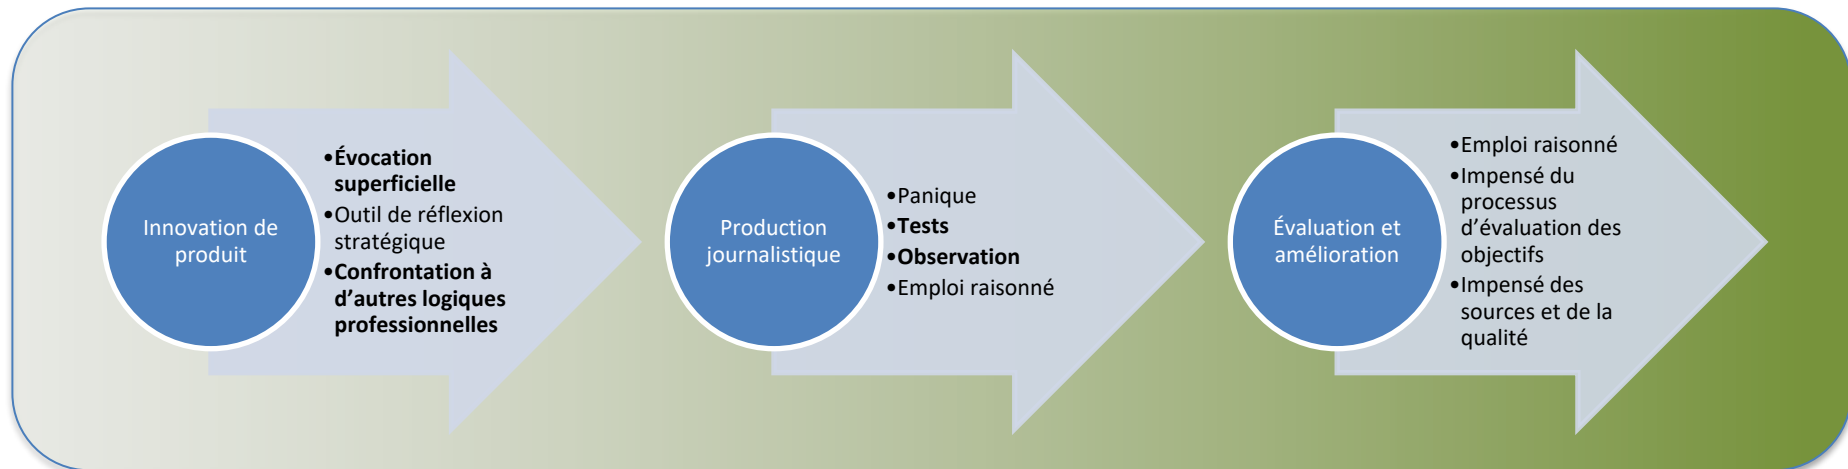 Innovation de
produit
•Évocation
superficielle
•Outil de réflexion
stratégique
•Confrontation à
d’autres logiques
professionnelles
Production
journalistique
•Panique
•Tests
•Observation
•Emploi raisonné
Évaluation et
amélioration
•Emploi raisonné
•Impensé du
processus
d’évaluation des
objectifs
•Impensé des
sources et de la
qualité